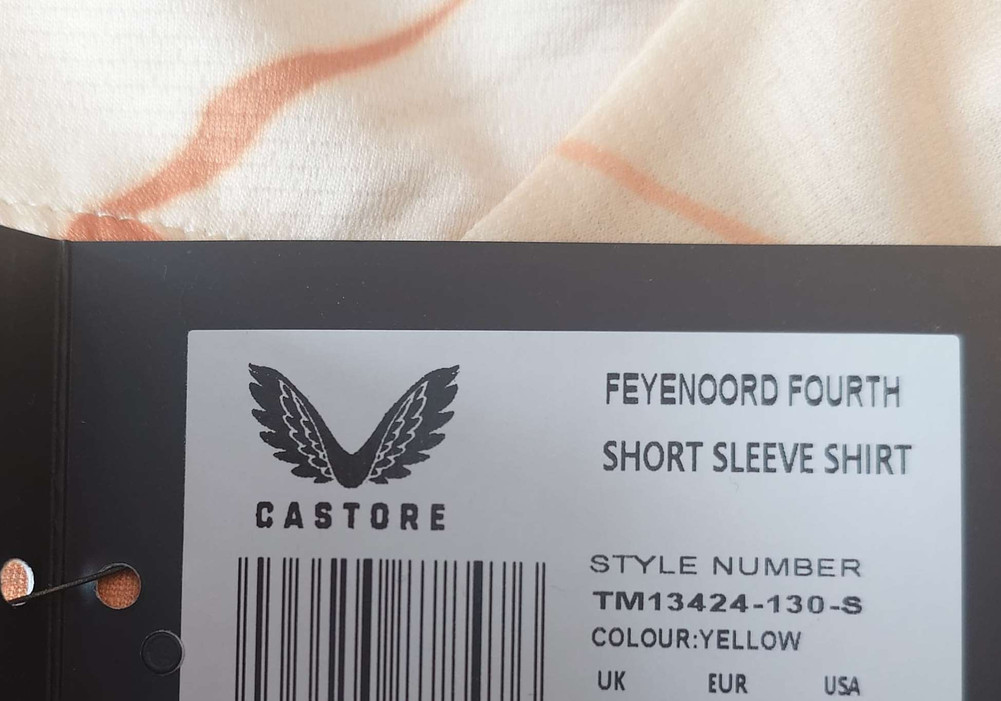 FEYENOORD FOURTH
SHORT SLEEVE SHIRT
CASTORE
STYLE NUMBER
TM13424-130-S
COLOUR:YELLOW
UK EUR USA